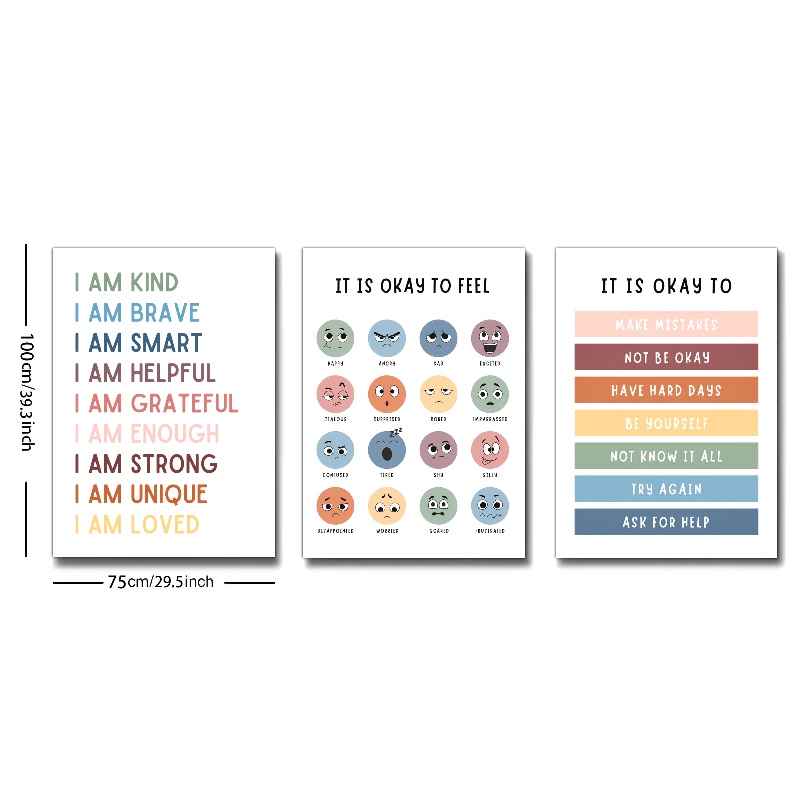 100cm/39.3inch
I AM KIND
I AM BRAVE
I AM SMART
I AM HELPFUL
I AM GRATEFUL
I AM ENOUGH
I AM STRONG
I AM UNIQUE
I AM LOVED
75cm/29.5inch
IT IS OKAY TO FEEL
HAPPY ANGRY SAD EXCITED
JEALOUS SURPRISED BORED EMBARRASSED
zzz
CONFUSED TIRED SHY SILLY
DISAPPOINTED WORRIED SCARED FRUSTRATED
IT IS OKAY TO
MAKE MISTAKES
NOT BE OKAY
HAVE HARD DAYS
BE YOURSELF
NOT KNOW IT ALL
TRY AGAIN
ASK FOR HELP